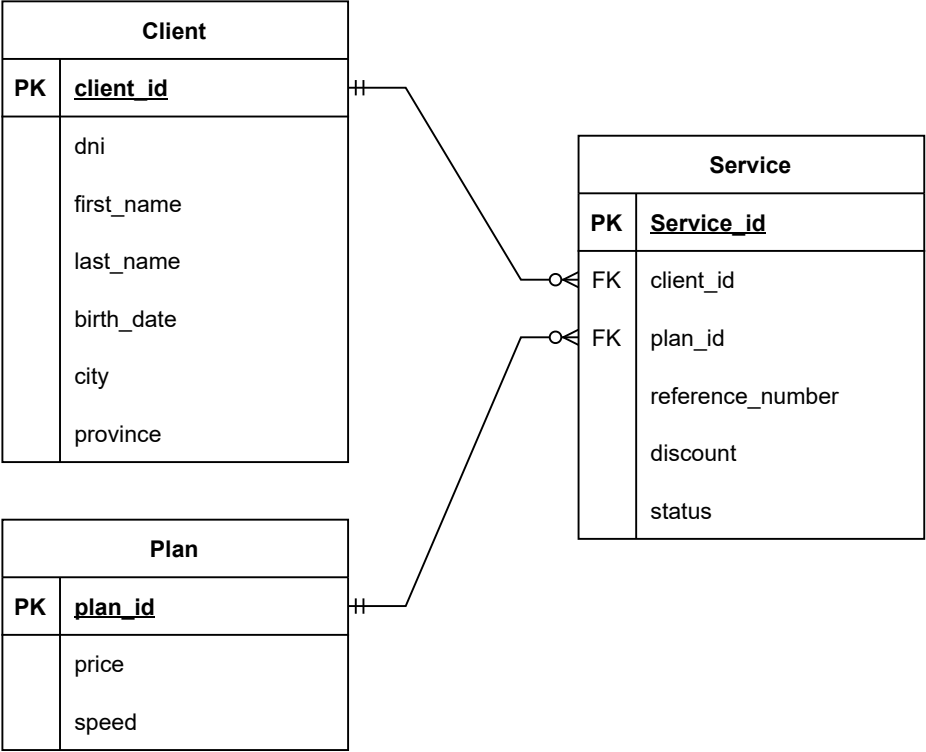 Client
PK client_id
dni
first_name
last_name
birth_date
city
province
Service
PK Service_id
FK client_id
FK plan_id
reference_number
discount
status
Plan
PK plan_id
price
speed